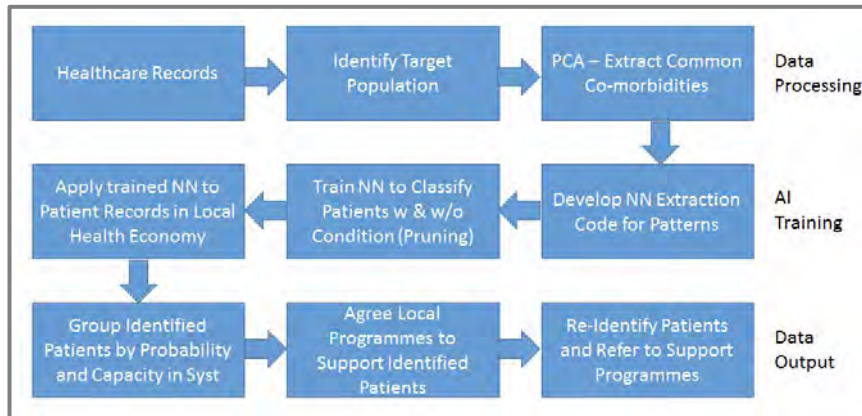 Healthcare Records
Identify Target
Population
PCA – Extract Common
Co-morbidities
Data
Processing
Apply trained NN to
Patient Records in Local
Health Economy
Train NN to Classify
Patients w & w/o
Condition (Pruning)
Develop NN Extraction
Code for Patterns
AI
Training
Group Identified
Patients by Probability
and Capacity in Syst
Agree Local
Programmes to
Support Identified
Patients
Re-Identify Patients
and Refer to Support
Programmes
Data
Output